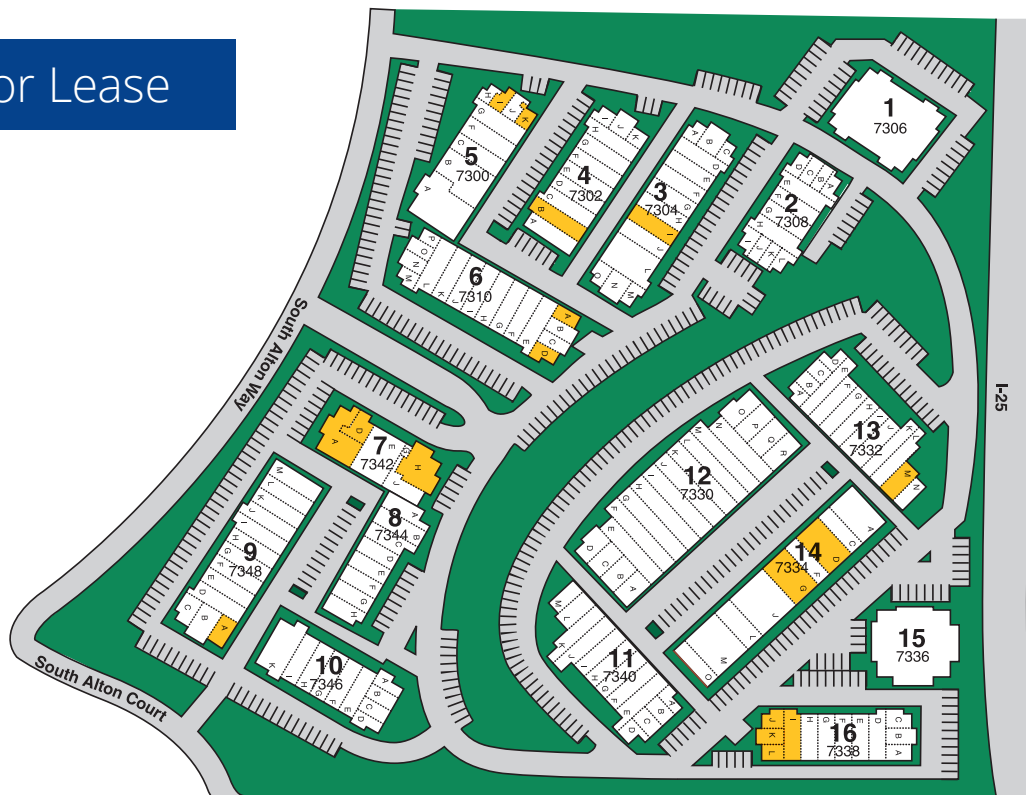 or Lease
1
7306
5
7300
H
I
J
K
G
F
C
B
A
4
7302
I
J
K
H
E
D
C
B
A
3
7304
A
B
C
D
E
F
G
H
I
J
L
M
N
O
2
7308
D
C
B
A
E
F
G
H
I
J
K
L
6
7310
P
O
N
M
L
K
J
I
H
G
F
E
A
B
C
D
South Alton Way
I-25
7
7342
A
D
E
G
H
J
8
7344
A
B
C
D
E
F
G
H
9
7348
M
L
K
I
H
G
F
E
D
C
B
A
10
7346
K
I
H
G
F
E
A
B
C
D
South Alton Court
13
7332
A
B
C
D
E
F
G
H
I
J
K
L
M
N
12
7330
O
P
Q
R
N
M
L
K
J
I
H
G
F
E
D
C
B
A
14
7334
A
C
D
F
G
J
L
M
O
11
7340
M
L
K
I
H
G
F
E
D
C
B
A
15
7336
16
7338
J
K
L
I
H
G
F
E
D
C
B
A